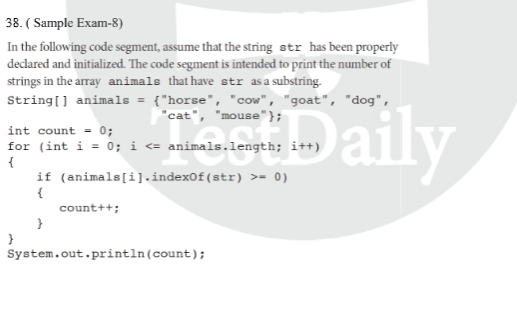 38. ( Sample Exam-8)
In the following code segment, assume that the string str has been properly
declared and initialized. The code segment is intended to print the number of
strings in the array animals that have str as a substring.
String[] animals = {"horse", "cow", "goat", "dog",
"cat", "mouse"};
int count = 0;
for (int i = 0; i <= animals.length; i++)
{
if (animals[i].indexOf(str) >= 0)
{
count++;
}
}
System.out.println(count);
TestDaily